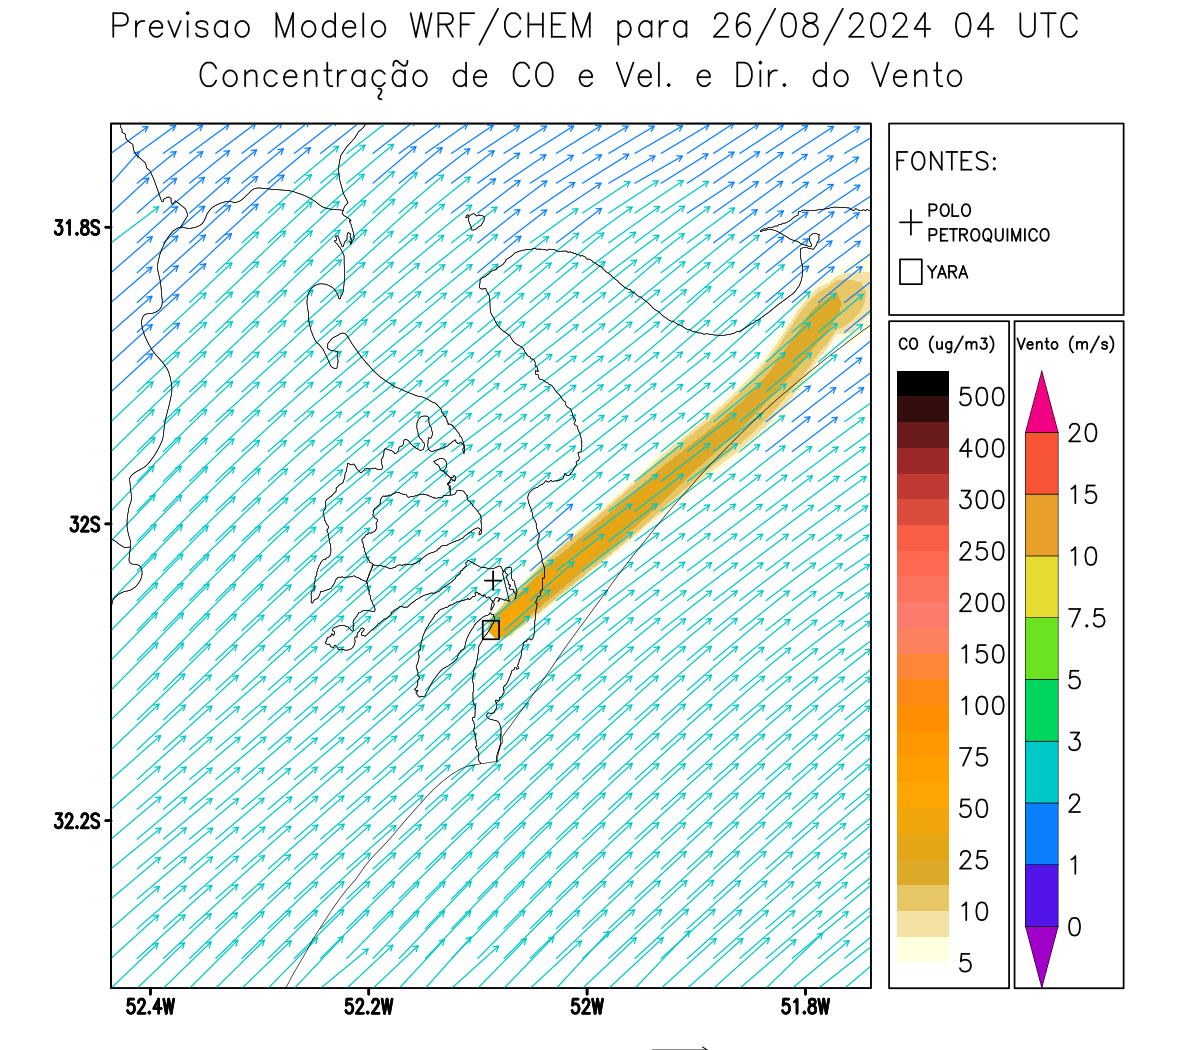 Previsao Modelo WRF/CHEM para 26/08/2024 04 UTC
Concentração de CO e Vel. e Dir. do Vento
FONTES:
POLO
PETROQUIMICO
YARA
CO (ug/m3)
500
400
300
250
200
150
100
75
50
25
10
5
Vento (m/s)
20
15
10
7.5
5
3
2
1
0
31.8S
32S
32.2S
52.4W
52.2W
52W
51.8W